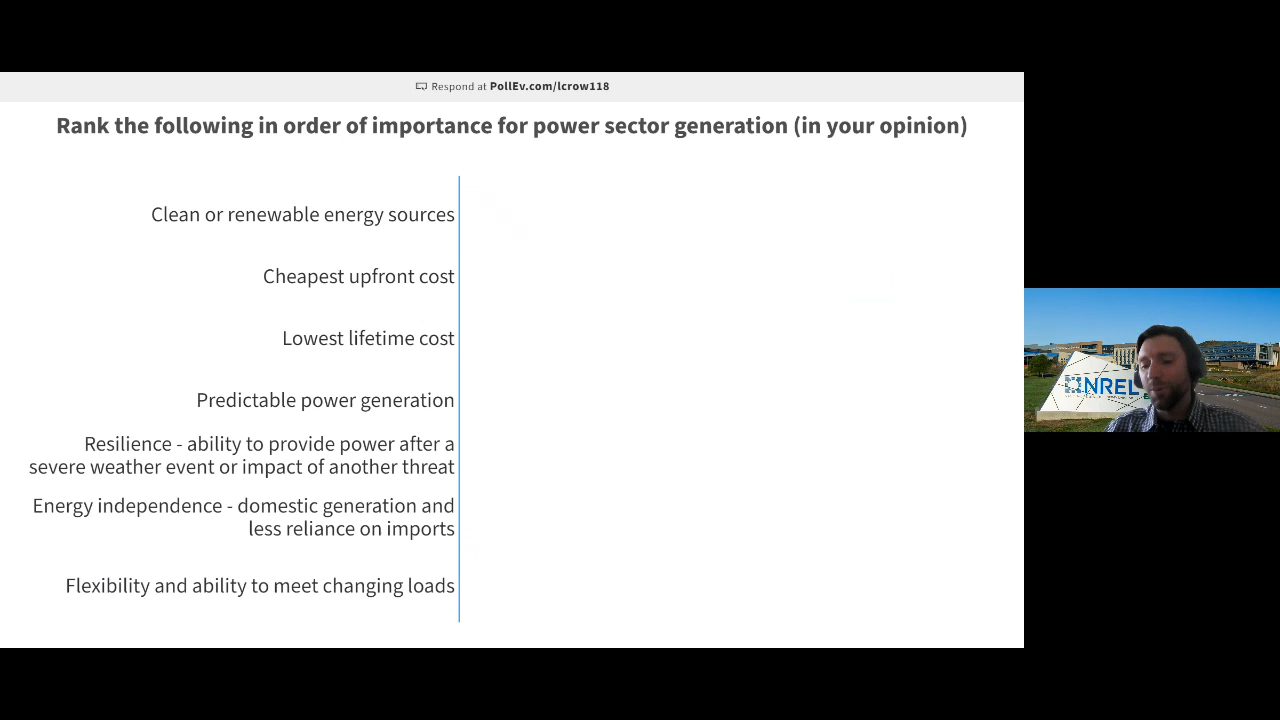 Respond at PollEv.com/lcrow118
Rank the following in order of importance for power sector generation (in your opinion)
Clean or renewable energy sources
Cheapest upfront cost
Lowest lifetime cost
Predictable power generation
Resilience - ability to provide power after a
severe weather event or impact of another threat
Energy independence - domestic generation and
less reliance on imports
Flexibility and ability to meet changing loads
NREL